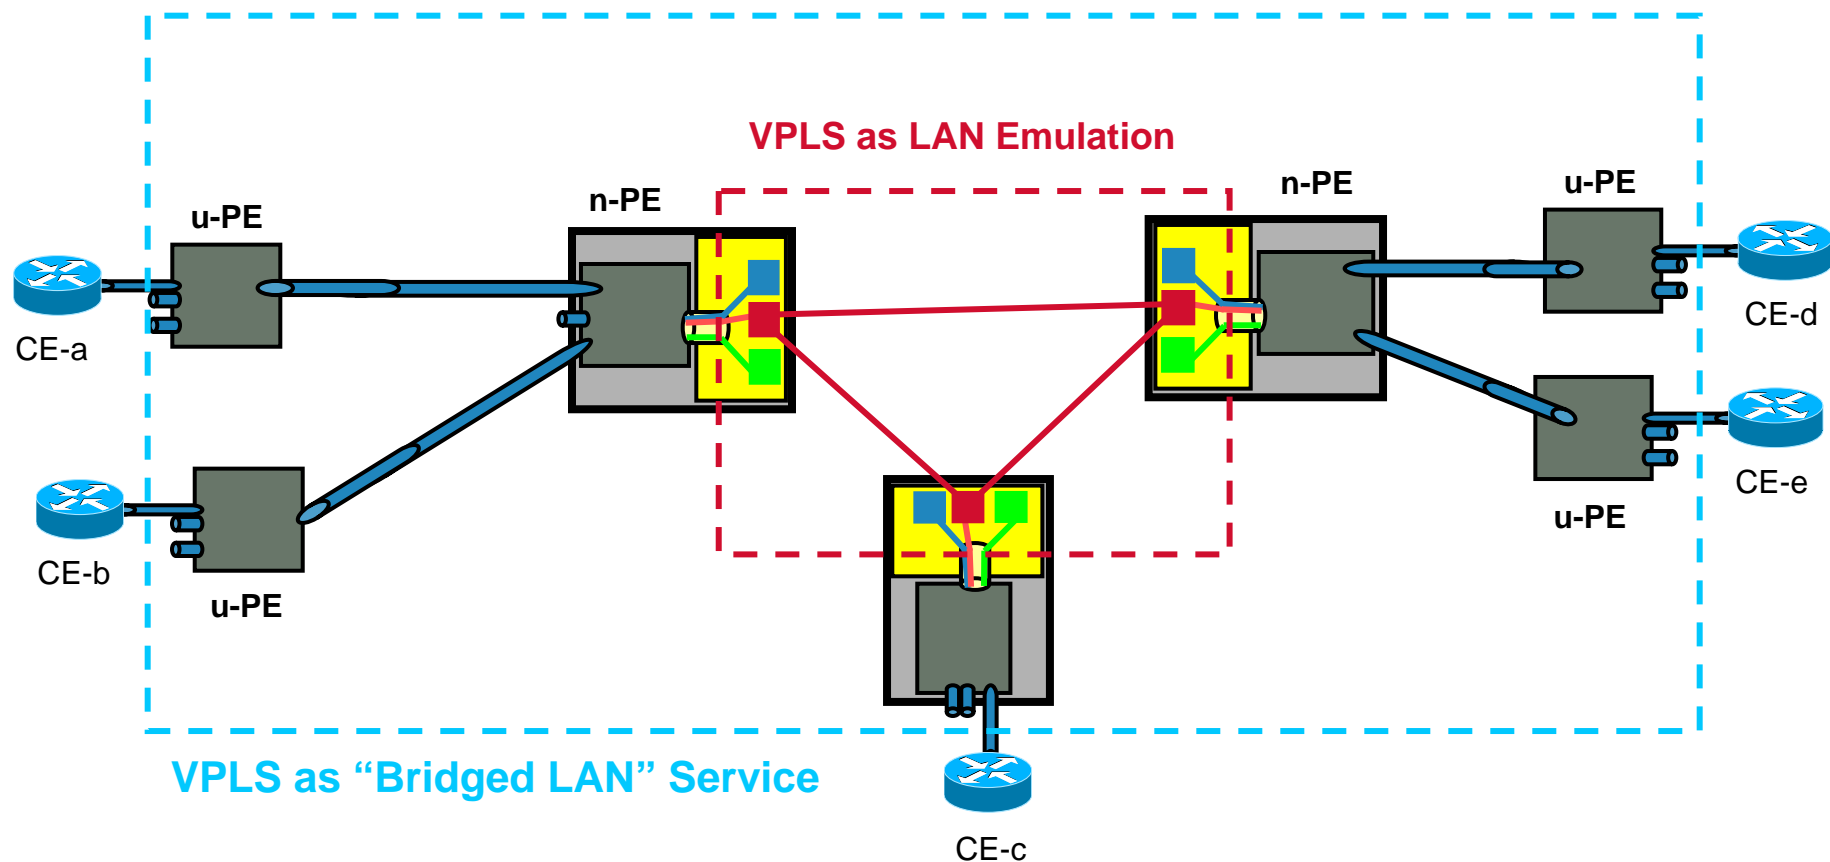 VPLS as LAN Emulation
n-PE
u-PE
n-PE
u-PE
CE-a
CE-d
CE-b
u-PE
CE-e
u-PE
VPLS as “Bridged LAN” Service
CE-c